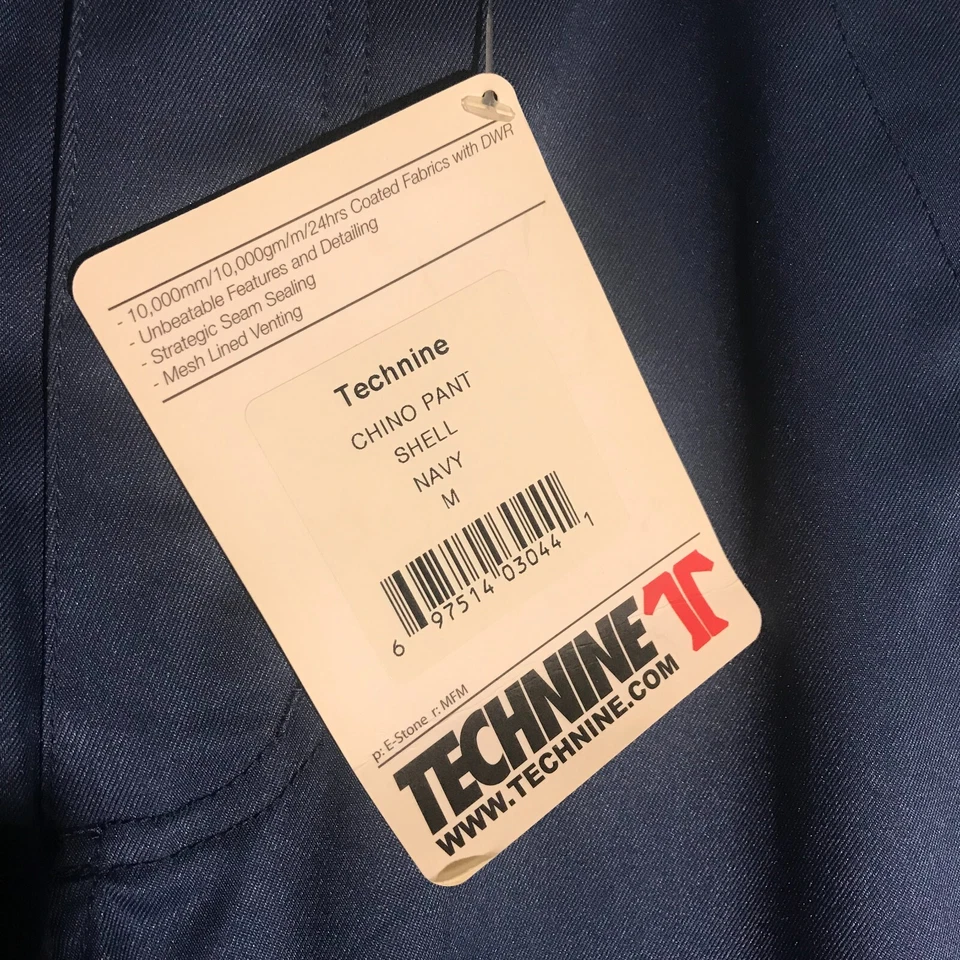 - 10,000mm/10,000gm/m/24hrs Coated Fabrics with DWR
- Unbeatable Features and Detailing
- Strategic Seam Sealing
- Mesh Lined Venting
Technine
CHINO PANT
SHELL
NAVY
M
6 97514 03044 1
p: E-Stone r: MFM
TECHNINE
WWW.TECHNINE.COM